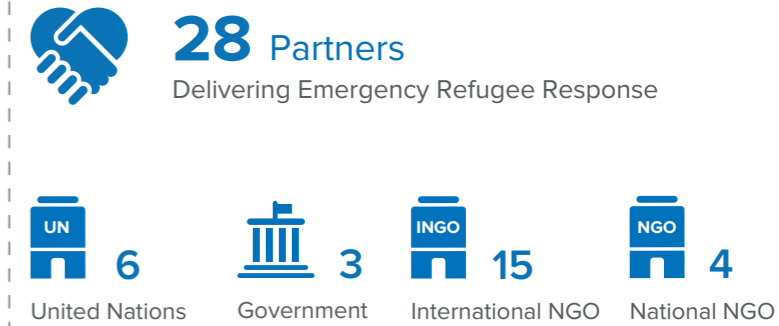 28 Partners
Delivering Emergency Refugee Response
UN 6
United Nations
3
Government
INGO 15
International NGO
NGO 4
National NGO